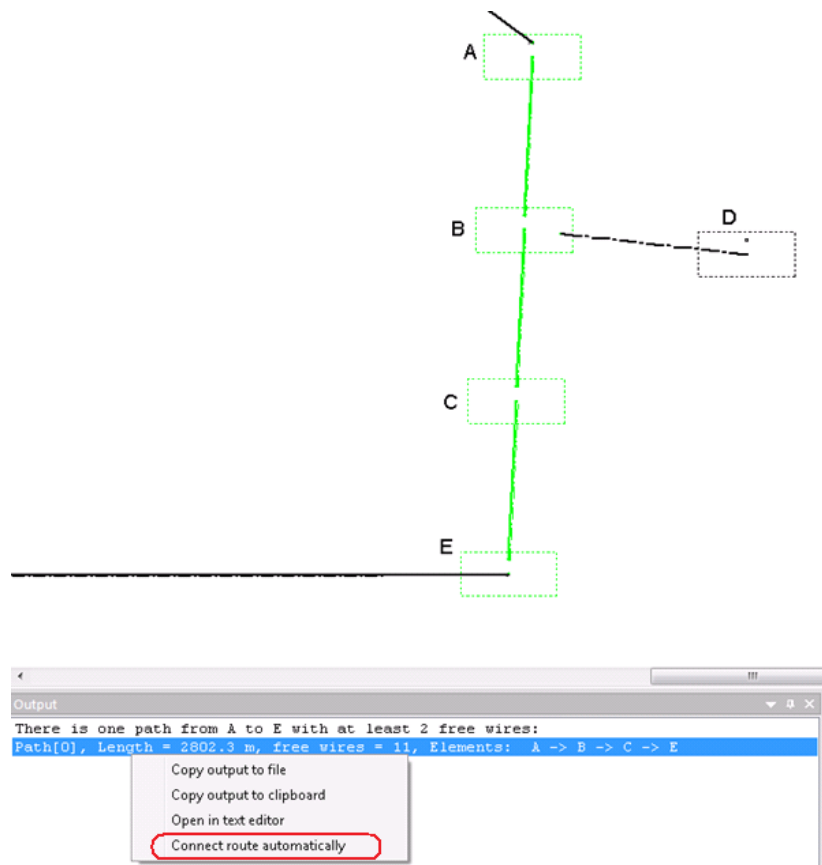 A
B
D
C
E
Output
There is one path from A to E with at least 2 free wires:
Path[0], Length = 2802.3 m, free wires = 11, Elements:  A -> B -> C -> E
Copy output to file
Copy output to clipboard
Open in text editor
Connect route automatically